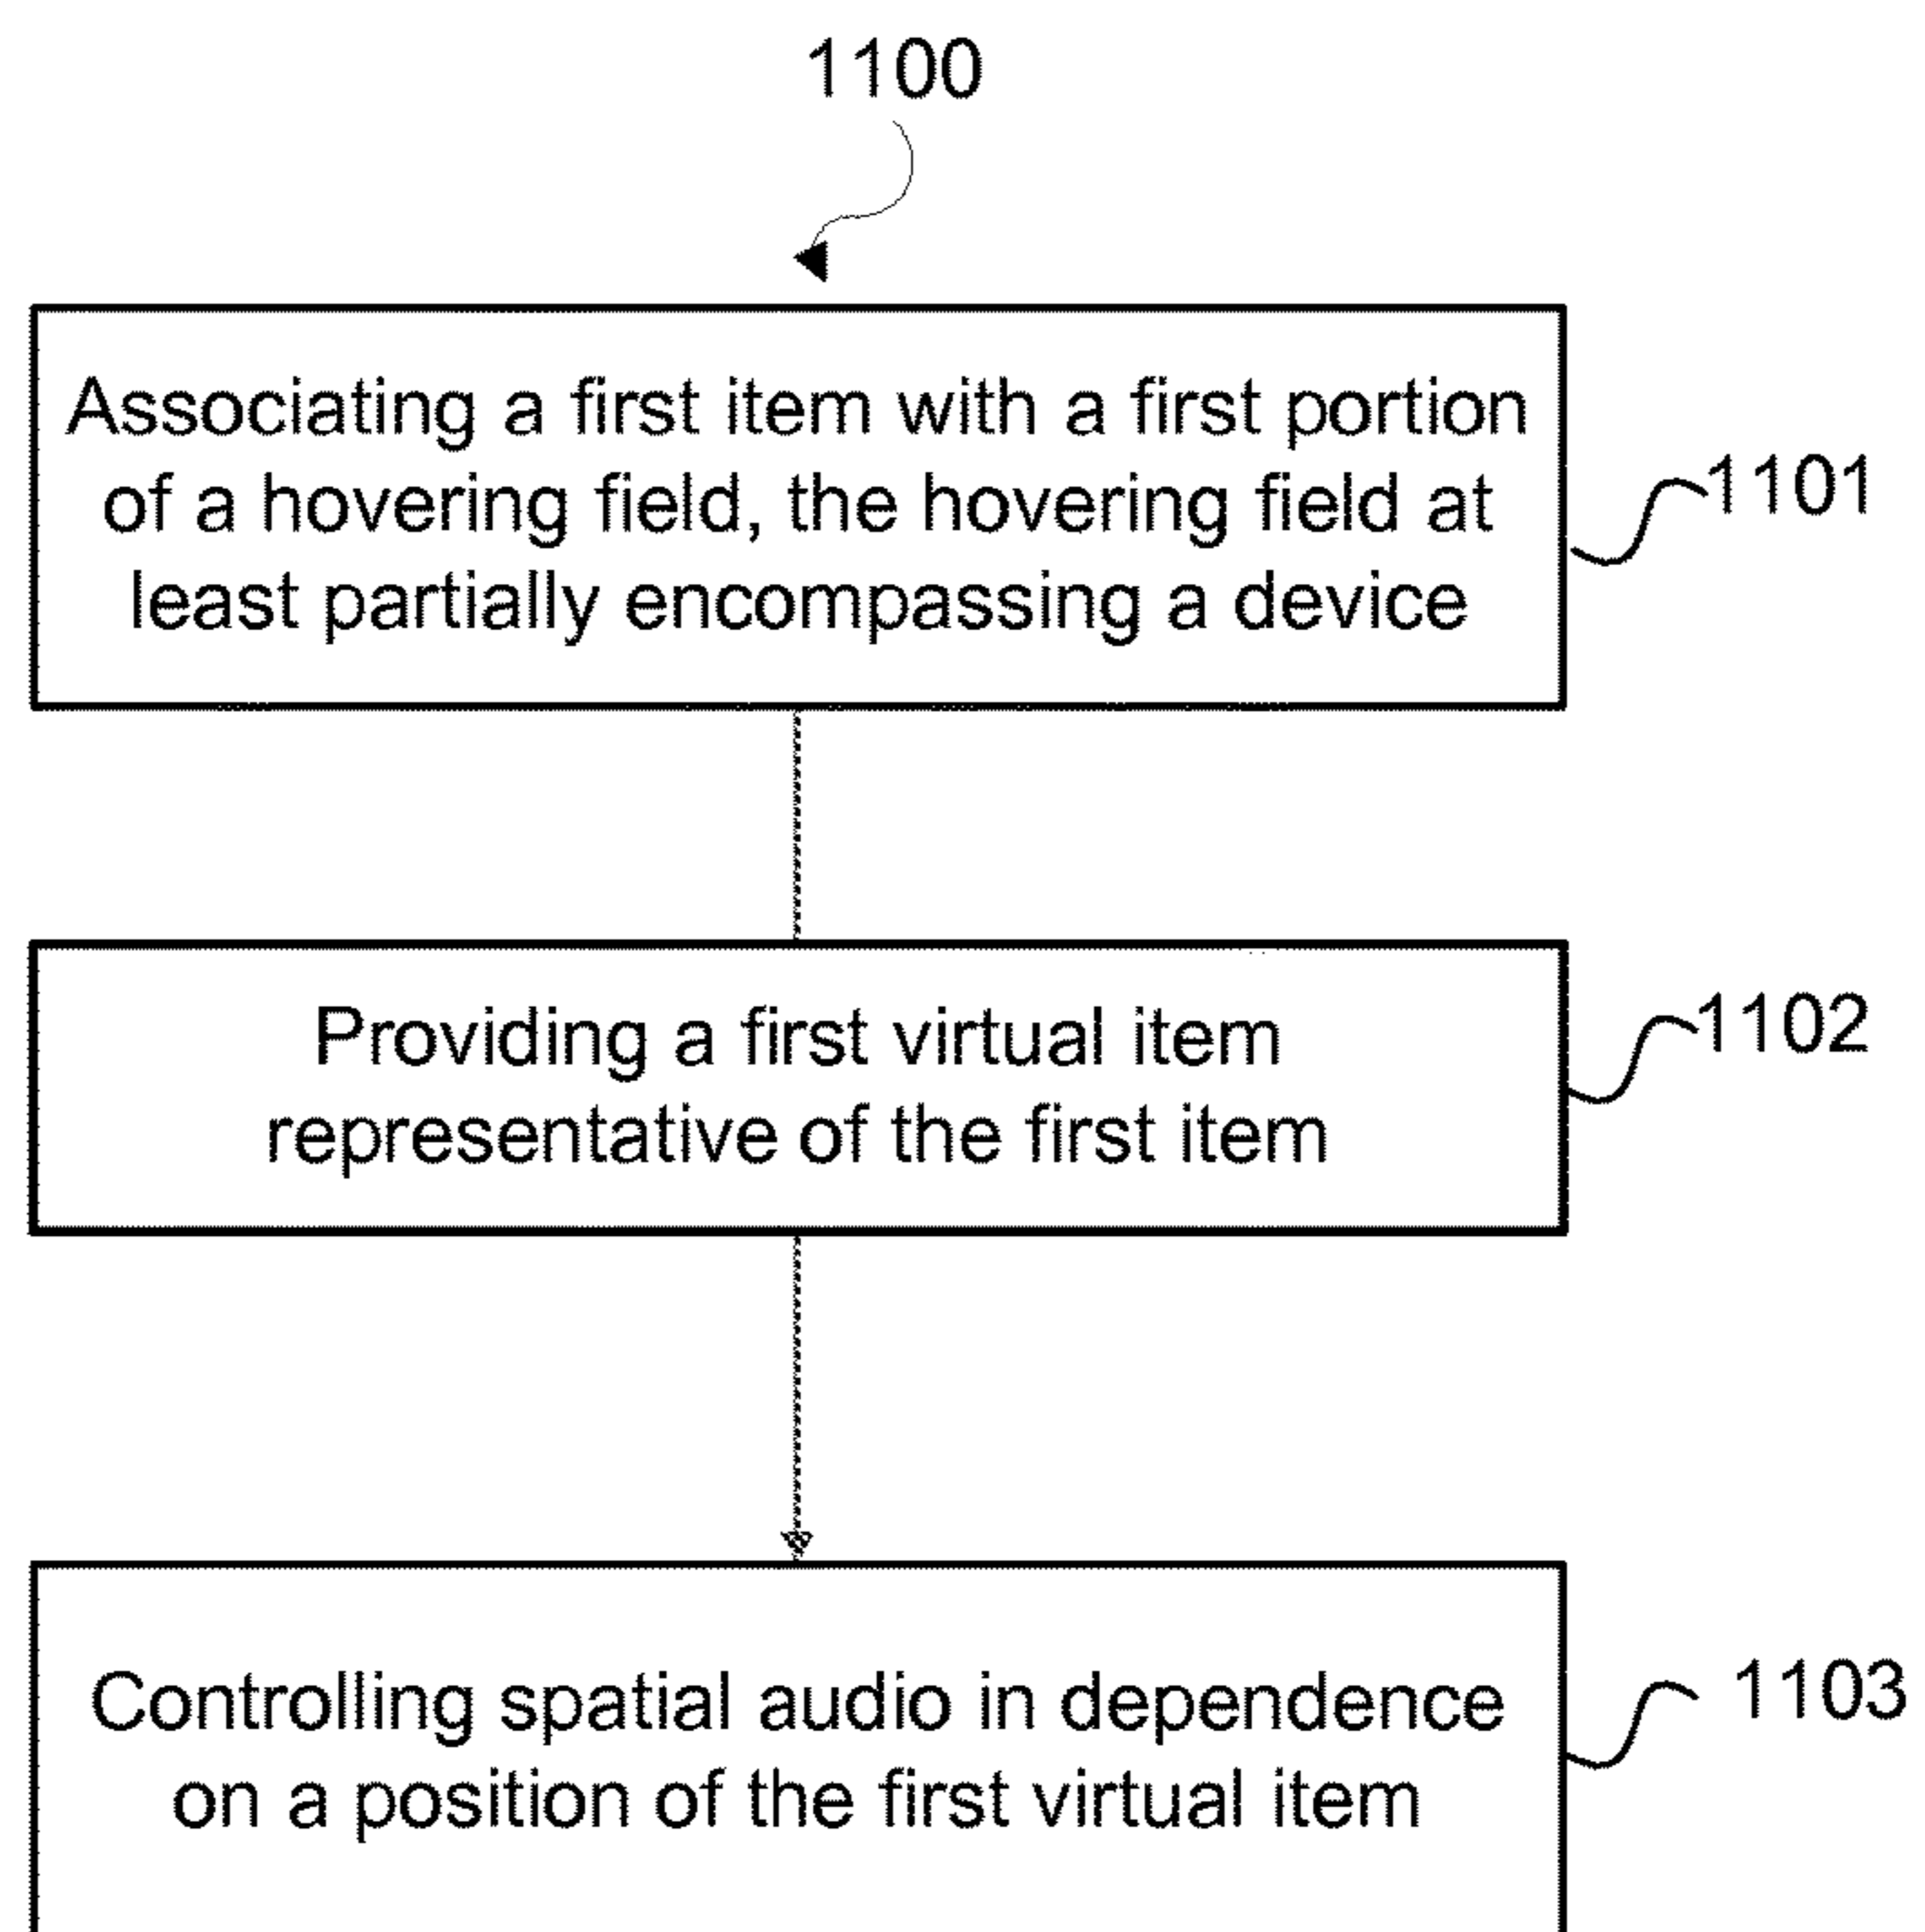 1100
Associating a first item with a first portion
of a hovering field, the hovering field at
least partially encompassing a device
1101
Providing a first virtual item
representative of the first item
1102
Controlling spatial audio in dependence
on a position of the first virtual item
1103